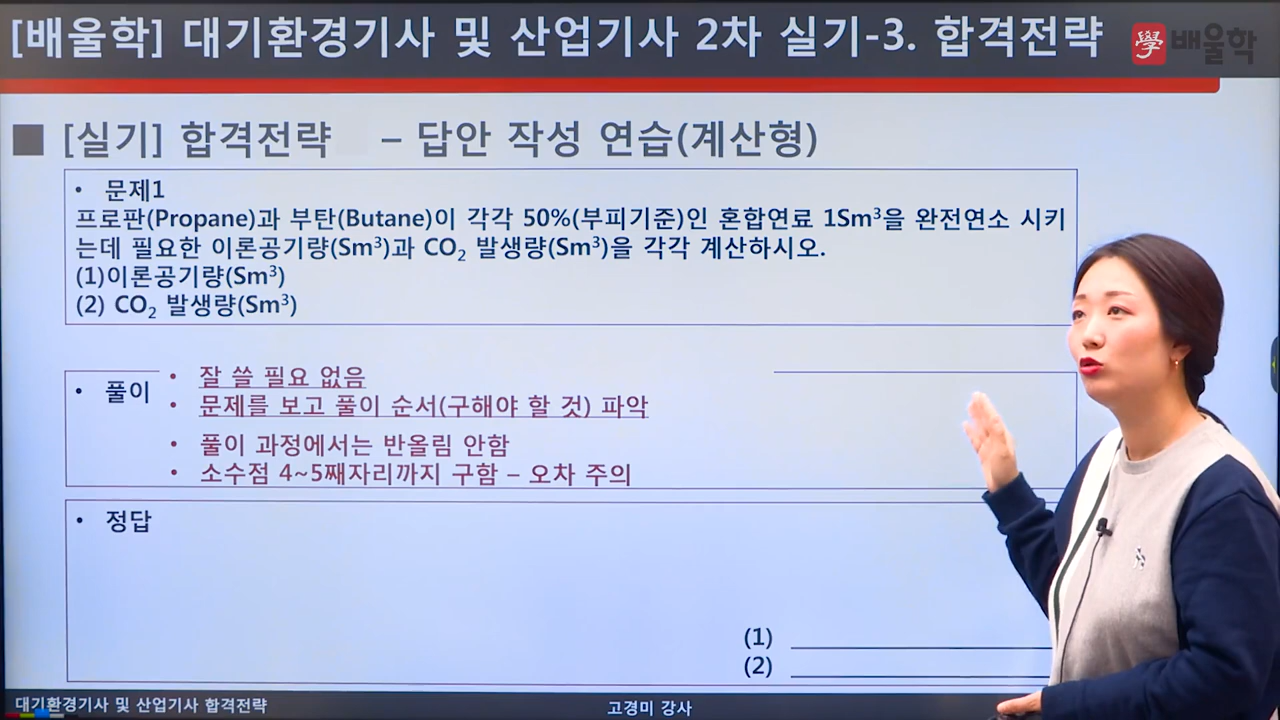 [배울학] 대기환경기사 및 산업기사 2차 실기-3. 합격전략
學 배울학
■ [실기] 합격전략 – 답안 작성 연습(계산형)
• 문제1
프로판(Propane)과 부탄(Butane)이 각각 50%(부피기준)인 혼합연료 1Sm³을 완전연소 시키
는데 필요한 이론공기량(Sm³)과 CO₂ 발생량(Sm³)을 각각 계산하시오.
(1)이론공기량(Sm³)
(2) CO₂ 발생량(Sm³)
• 풀이
• 잘 쓸 필요 없음
• 문제를 보고 풀이 순서(구해야 할 것) 파악
• 풀이 과정에서는 반올림 안함
• 소수점 4~5째자리까지 구함 – 오차 주의
• 정답
(1)
(2)
대기환경기사 및 산업기사 합격전략
고경미 강사